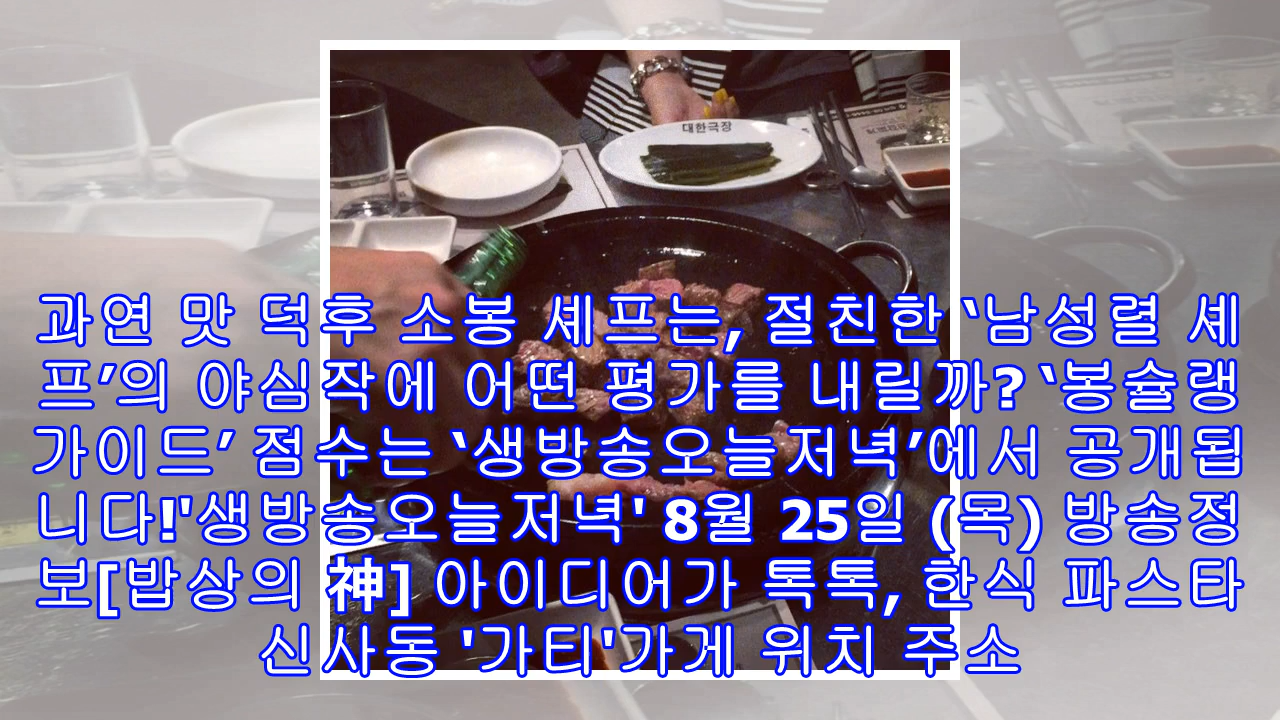 대한극장
과연 맛 덕후 소봉 셰프는, 절친한 ‘남성렬 셰
프’의 야심작에 어떤 평가를 내릴까? ‘봉슐랭
가이드’ 점수는 ‘생방송오늘저녁’에서 공개됩
니다!'생방송오늘저녁' 8월 25일 (목) 방송정
보[밥상의 神] 아이디어가 톡톡, 한식 파스타
신사동 '가티'가게 위치 주소